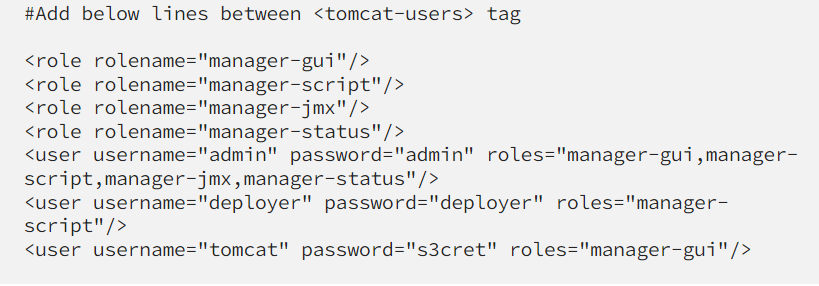 #Add below lines between <tomcat-users> tag
<role rolename="manager-gui"/>
<role rolename="manager-script"/>
<role rolename="manager-jmx"/>
<role rolename="manager-status"/>
<user username="admin" password="admin" roles="manager-gui,manager-
script,manager-jmx,manager-status"/>
<user username="deployer" password="deployer" roles="manager-
script"/>
<user username="tomcat" password="s3cret" roles="manager-gui"/>